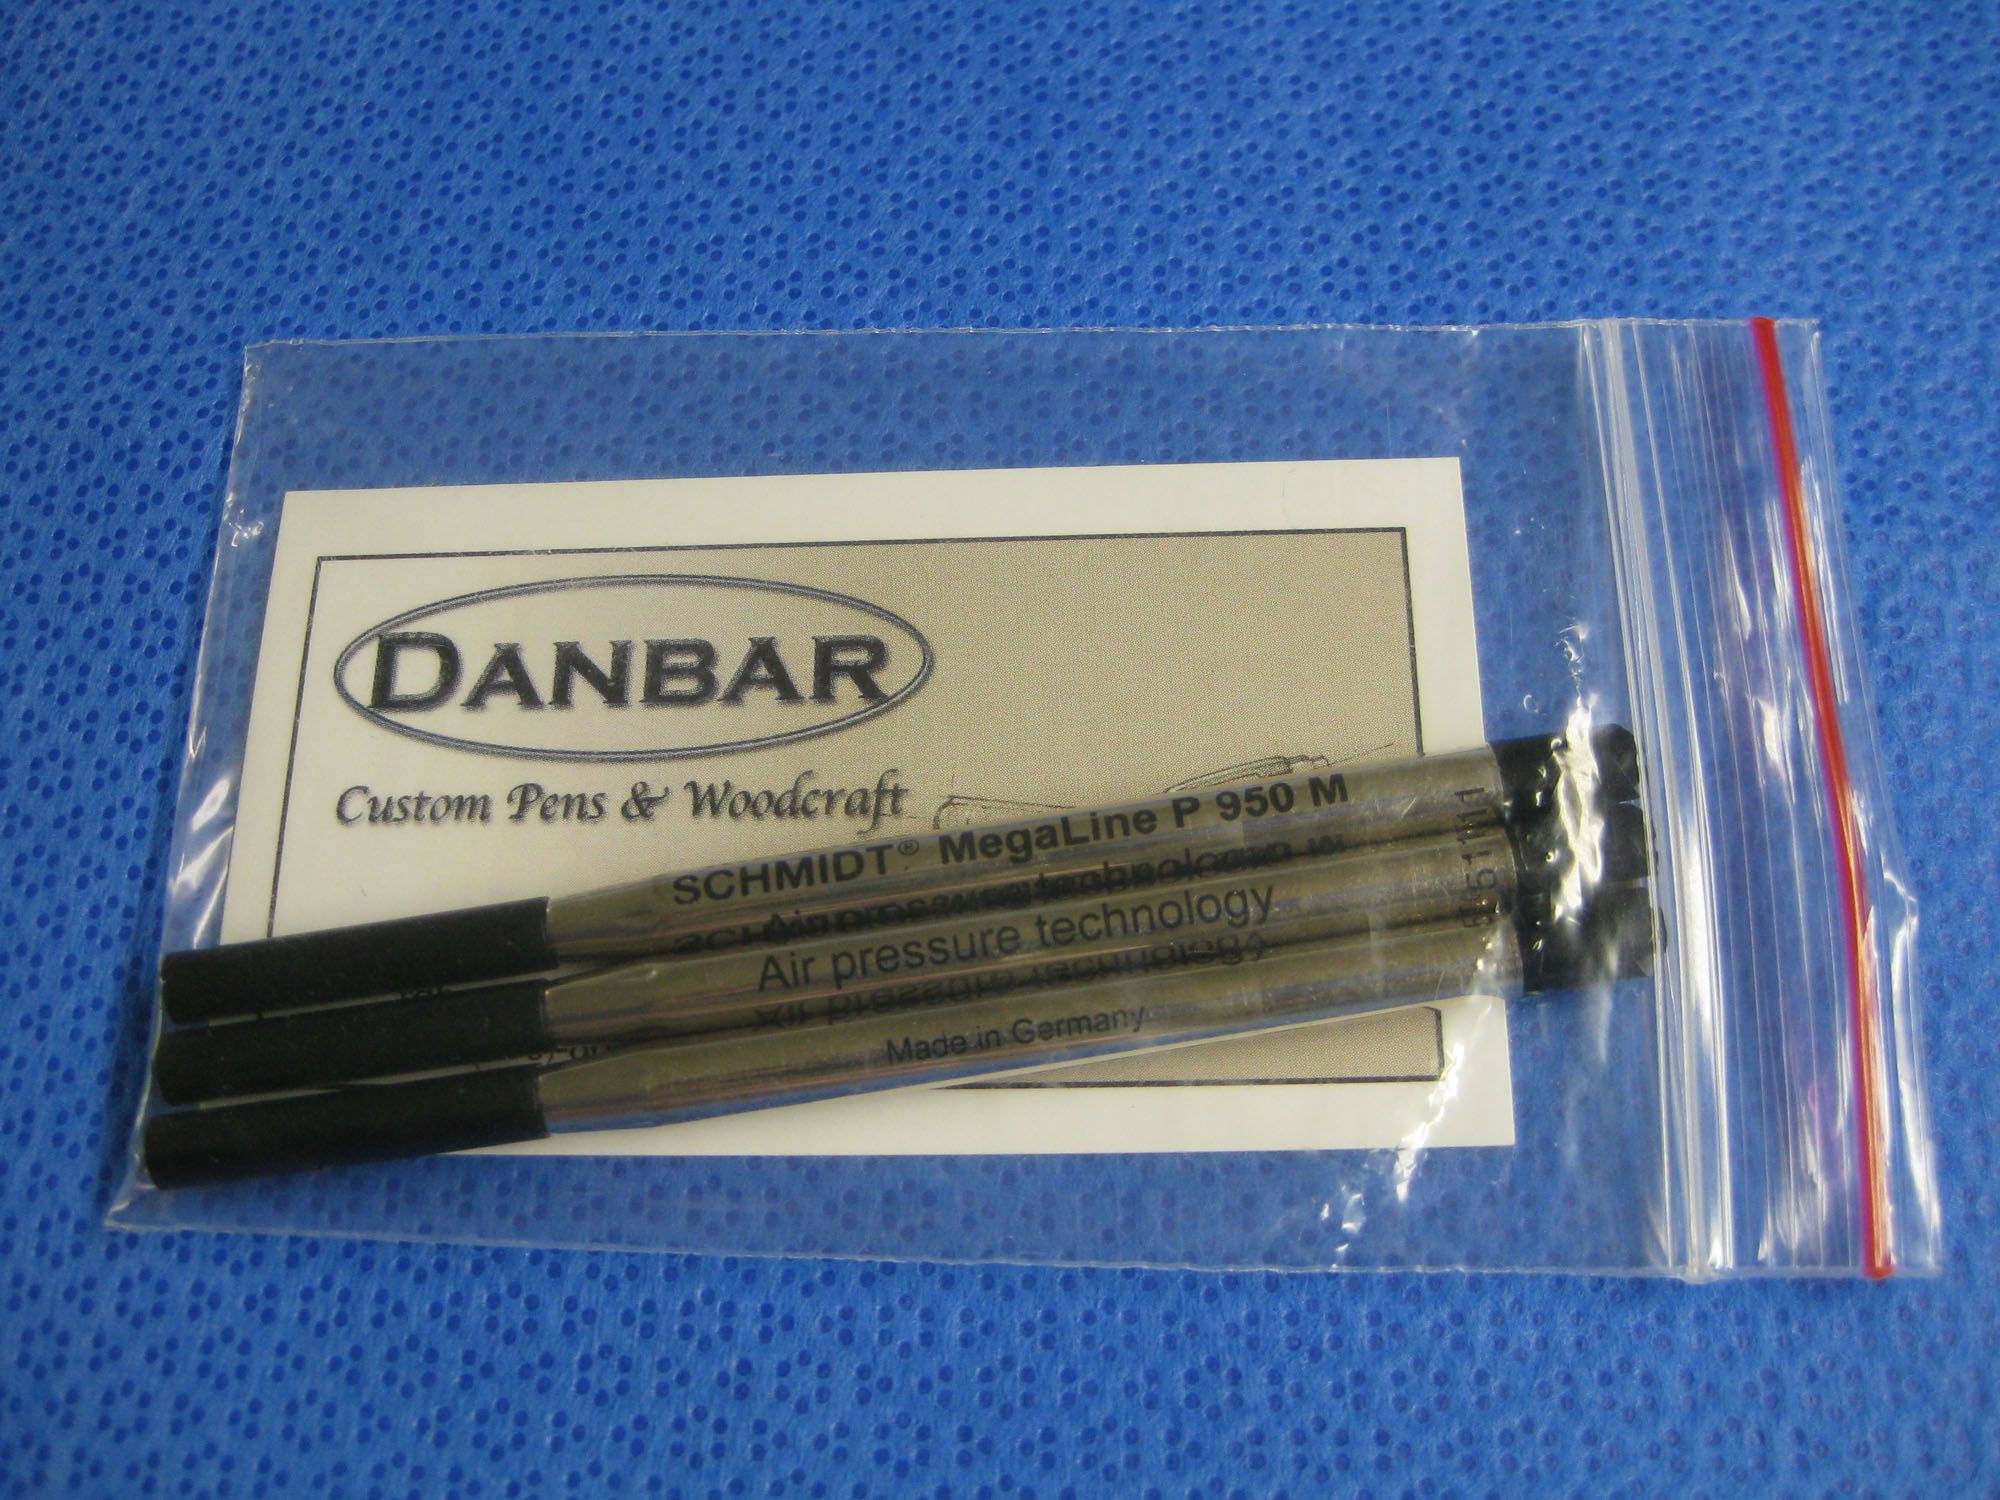 DANBAR
Custom Pens & Woodcraft
SCHMIDT® MegaLine P 950 M
Air pressure technology
Made in Germany